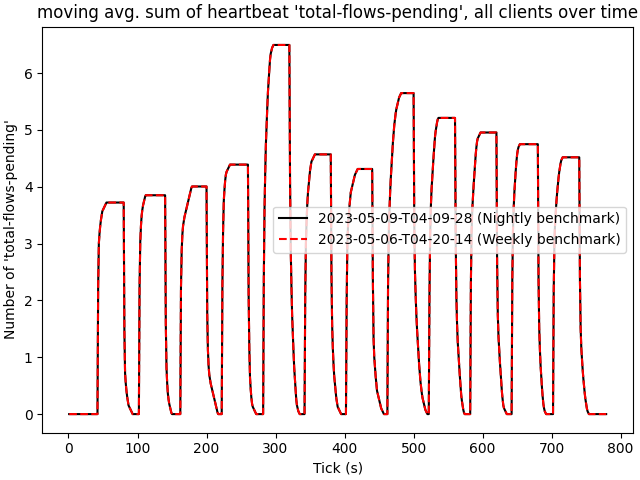 moving avg. sum of heartbeat 'total-flows-pending', all clients over time
Number of 'total-flows-pending'
6
5
4
3
2
1
0
2023-05-09-T04-09-28 (Nightly benchmark)
2023-05-06-T04-20-14 (Weekly benchmark)
0 100 200 300 400 500 600 700 800
Tick (s)